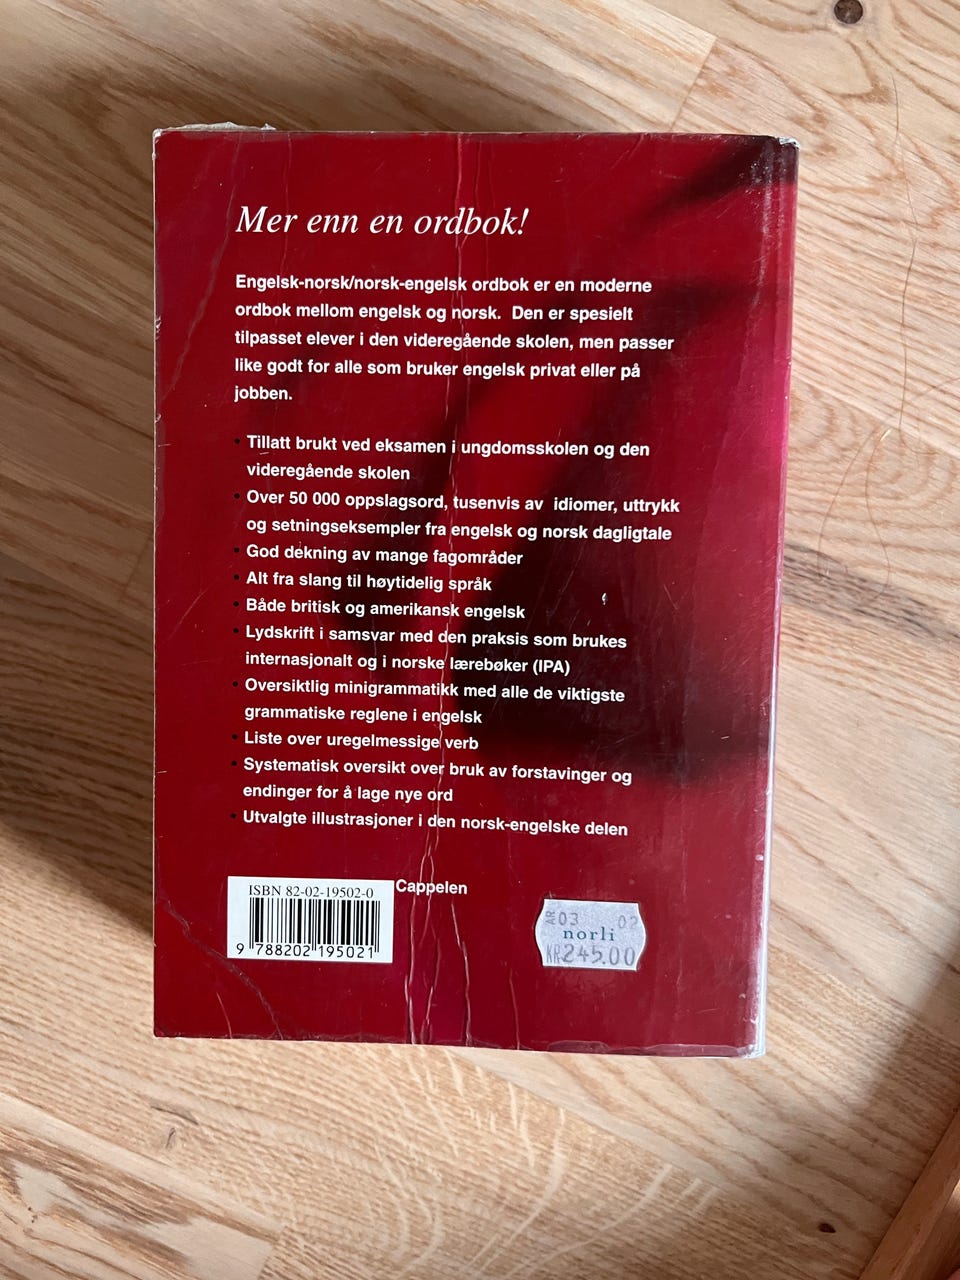 Mer enn en ordbok!
Engelsk-norsk/norsk-engelsk ordbok er en moderne
ordbok mellom engelsk og norsk. Den er spesielt
tilpasset elever i den videregående skolen, men passer
like godt for alle som bruker engelsk privat eller på
jobben.
• Tillatt brukt ved eksamen i ungdomsskolen og den
videregående skolen
• Over 50 000 oppslagsord, tusenvis av idiomer, uttrykk
og setningseksempler fra engelsk og norsk dagligtale
• God dekning av mange fagområder
• Alt fra slang til høytidelig språk
• Både britisk og amerikansk engelsk
• Lydskrift i samsvar med den praksis som brukes
internasjonalt og i norske lærebøker (IPA)
• Oversiktlig minigrammatikk med alle de viktigste
grammatiske reglene i engelsk
• Liste over uregelmessige verb
• Systematisk oversikt over bruk av forstavinger og
endinger for å lage nye ord
• Utvalgte illustrasjoner i den norsk-engelske delen
Cappelen
ISBN 82-02-19502-0
9 788202 195021
AR 03 02
norli
KR 245.00